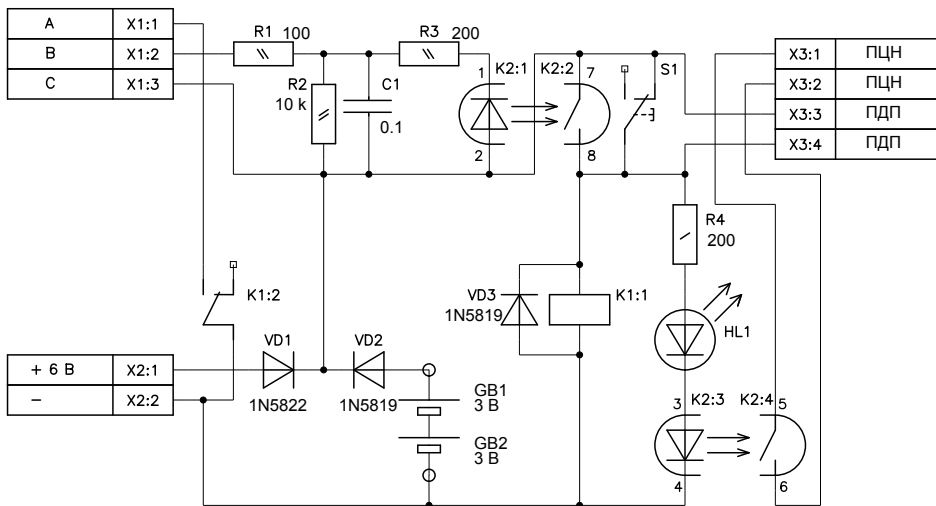 A X1:1
B X1:2
C X1:3
R1 100
R3 200
R2
10 k
C1
0.1
1 K2:1 K2:2 7
2 8
S1
X3:1 ПЦН
X3:2 ПЦН
X3:3 ПДП
X3:4 ПДП
R4
200
K1:2
VD3
1N5819
K1:1
HL1
+ 6 В X2:1
− X2:2
VD1
1N5822
VD2
1N5819
GB1
3 В
GB2
3 В
3 K2:3 K2:4 5
4 6